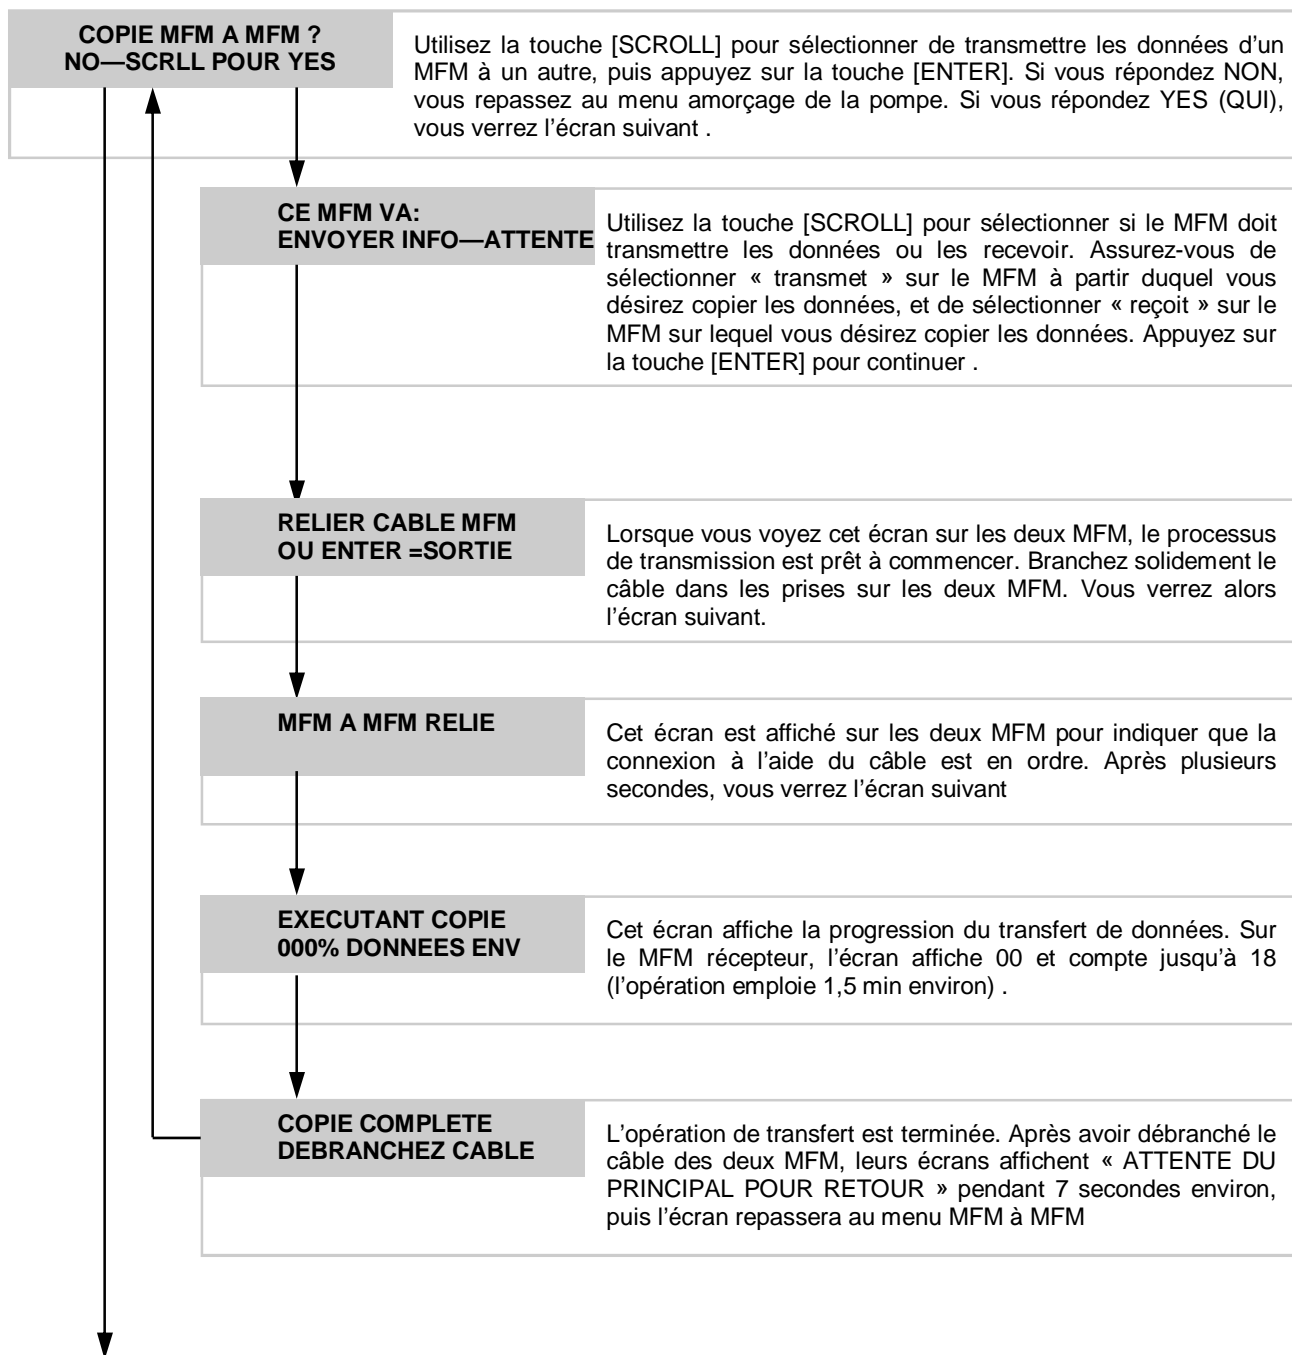 COPIE MFM A MFM ?
NO—SCRLL POUR YES
Utilisez la touche [SCROLL] pour sélectionner de transmettre les données d’un
MFM à un autre, puis appuyez sur la touche [ENTER]. Si vous répondez NON,
vous repassez au menu amorçage de la pompe. Si vous répondez YES (QUI),
vous verrez l’écran suivant .
CE MFM VA:
ENVOYER INFO—ATTENTE
Utilisez la touche [SCROLL] pour sélectionner si le MFM doit
transmettre les données ou les recevoir. Assurez-vous de
sélectionner « transmet » sur le MFM à partir duquel vous
désirez copier les données, et de sélectionner « reçoit » sur le
MFM sur lequel vous désirez copier les données. Appuyez sur
la touche [ENTER] pour continuer .
RELIER CABLE MFM
OU ENTER =SORTIE
Lorsque vous voyez cet écran sur les deux MFM, le processus
de transmission est prêt à commencer. Branchez solidement le
câble dans les prises sur les deux MFM. Vous verrez alors
l’écran suivant.
MFM A MFM RELIE
Cet écran est affiché sur les deux MFM pour indiquer que la
connexion à l’aide du câble est en ordre. Après plusieurs
secondes, vous verrez l’écran suivant
EXECUTANT COPIE
000% DONNEES ENV
Cet écran affiche la progression du transfert de données. Sur
le MFM récepteur, l’écran affiche 00 et compte jusqu’à 18
(l’opération emploie 1,5 min environ) .
COPIE COMPLETE
DEBRANCHEZ CABLE
L’opération de transfert est terminée. Après avoir débranché le
câble des deux MFM, leurs écrans affichent « ATTENTE DU
PRINCIPAL POUR RETOUR » pendant 7 secondes environ,
puis l’écran repassera au menu MFM à MFM